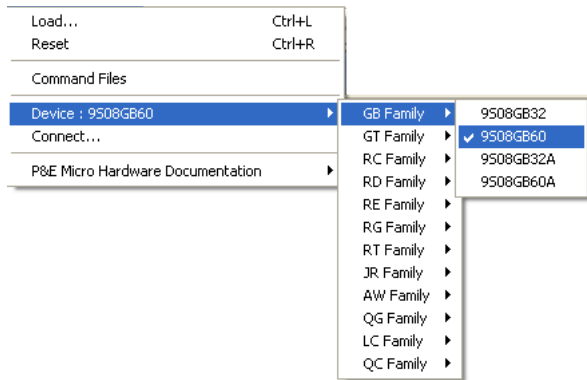 Load... Ctrl+L
Reset Ctrl+R
Command Files
Device : 9S08GB60
Connect...
P&E Micro Hardware Documentation
GB Family
GT Family
RC Family
RD Family
RE Family
RG Family
RT Family
JR Family
AW Family
QG Family
LC Family
QC Family
9S08GB32
9S08GB60
9S08GB32A
9S08GB60A